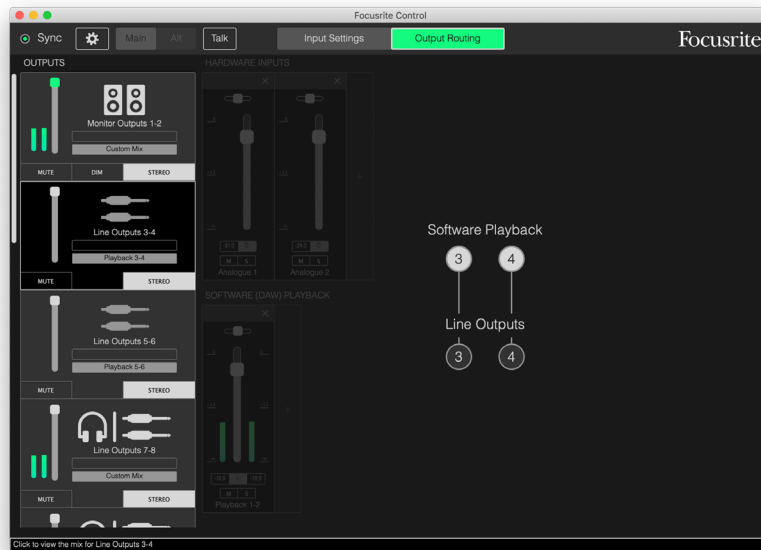 Focusrite Control
Sync
Main
Alt
Talk
Input Settings
Output Routing
Focusrite
OUTPUTS
Monitor Outputs 1-2
Custom Mix
MUTE
DIM
STEREO
Line Outputs 3-4
Playback 3-4
MUTE
STEREO
Line Outputs 5-6
Playback 5-6
MUTE
STEREO
Line Outputs 7-8
Custom Mix
MUTE
STEREO
HARDWARE INPUTS
M S
Analogue 1
M S
Analogue 2
SOFTWARE (DAW) PLAYBACK
M S
Playback 1-2
Software Playback
3 4
Line Outputs
3 4
Click to view the mix for Line Outputs 3-4